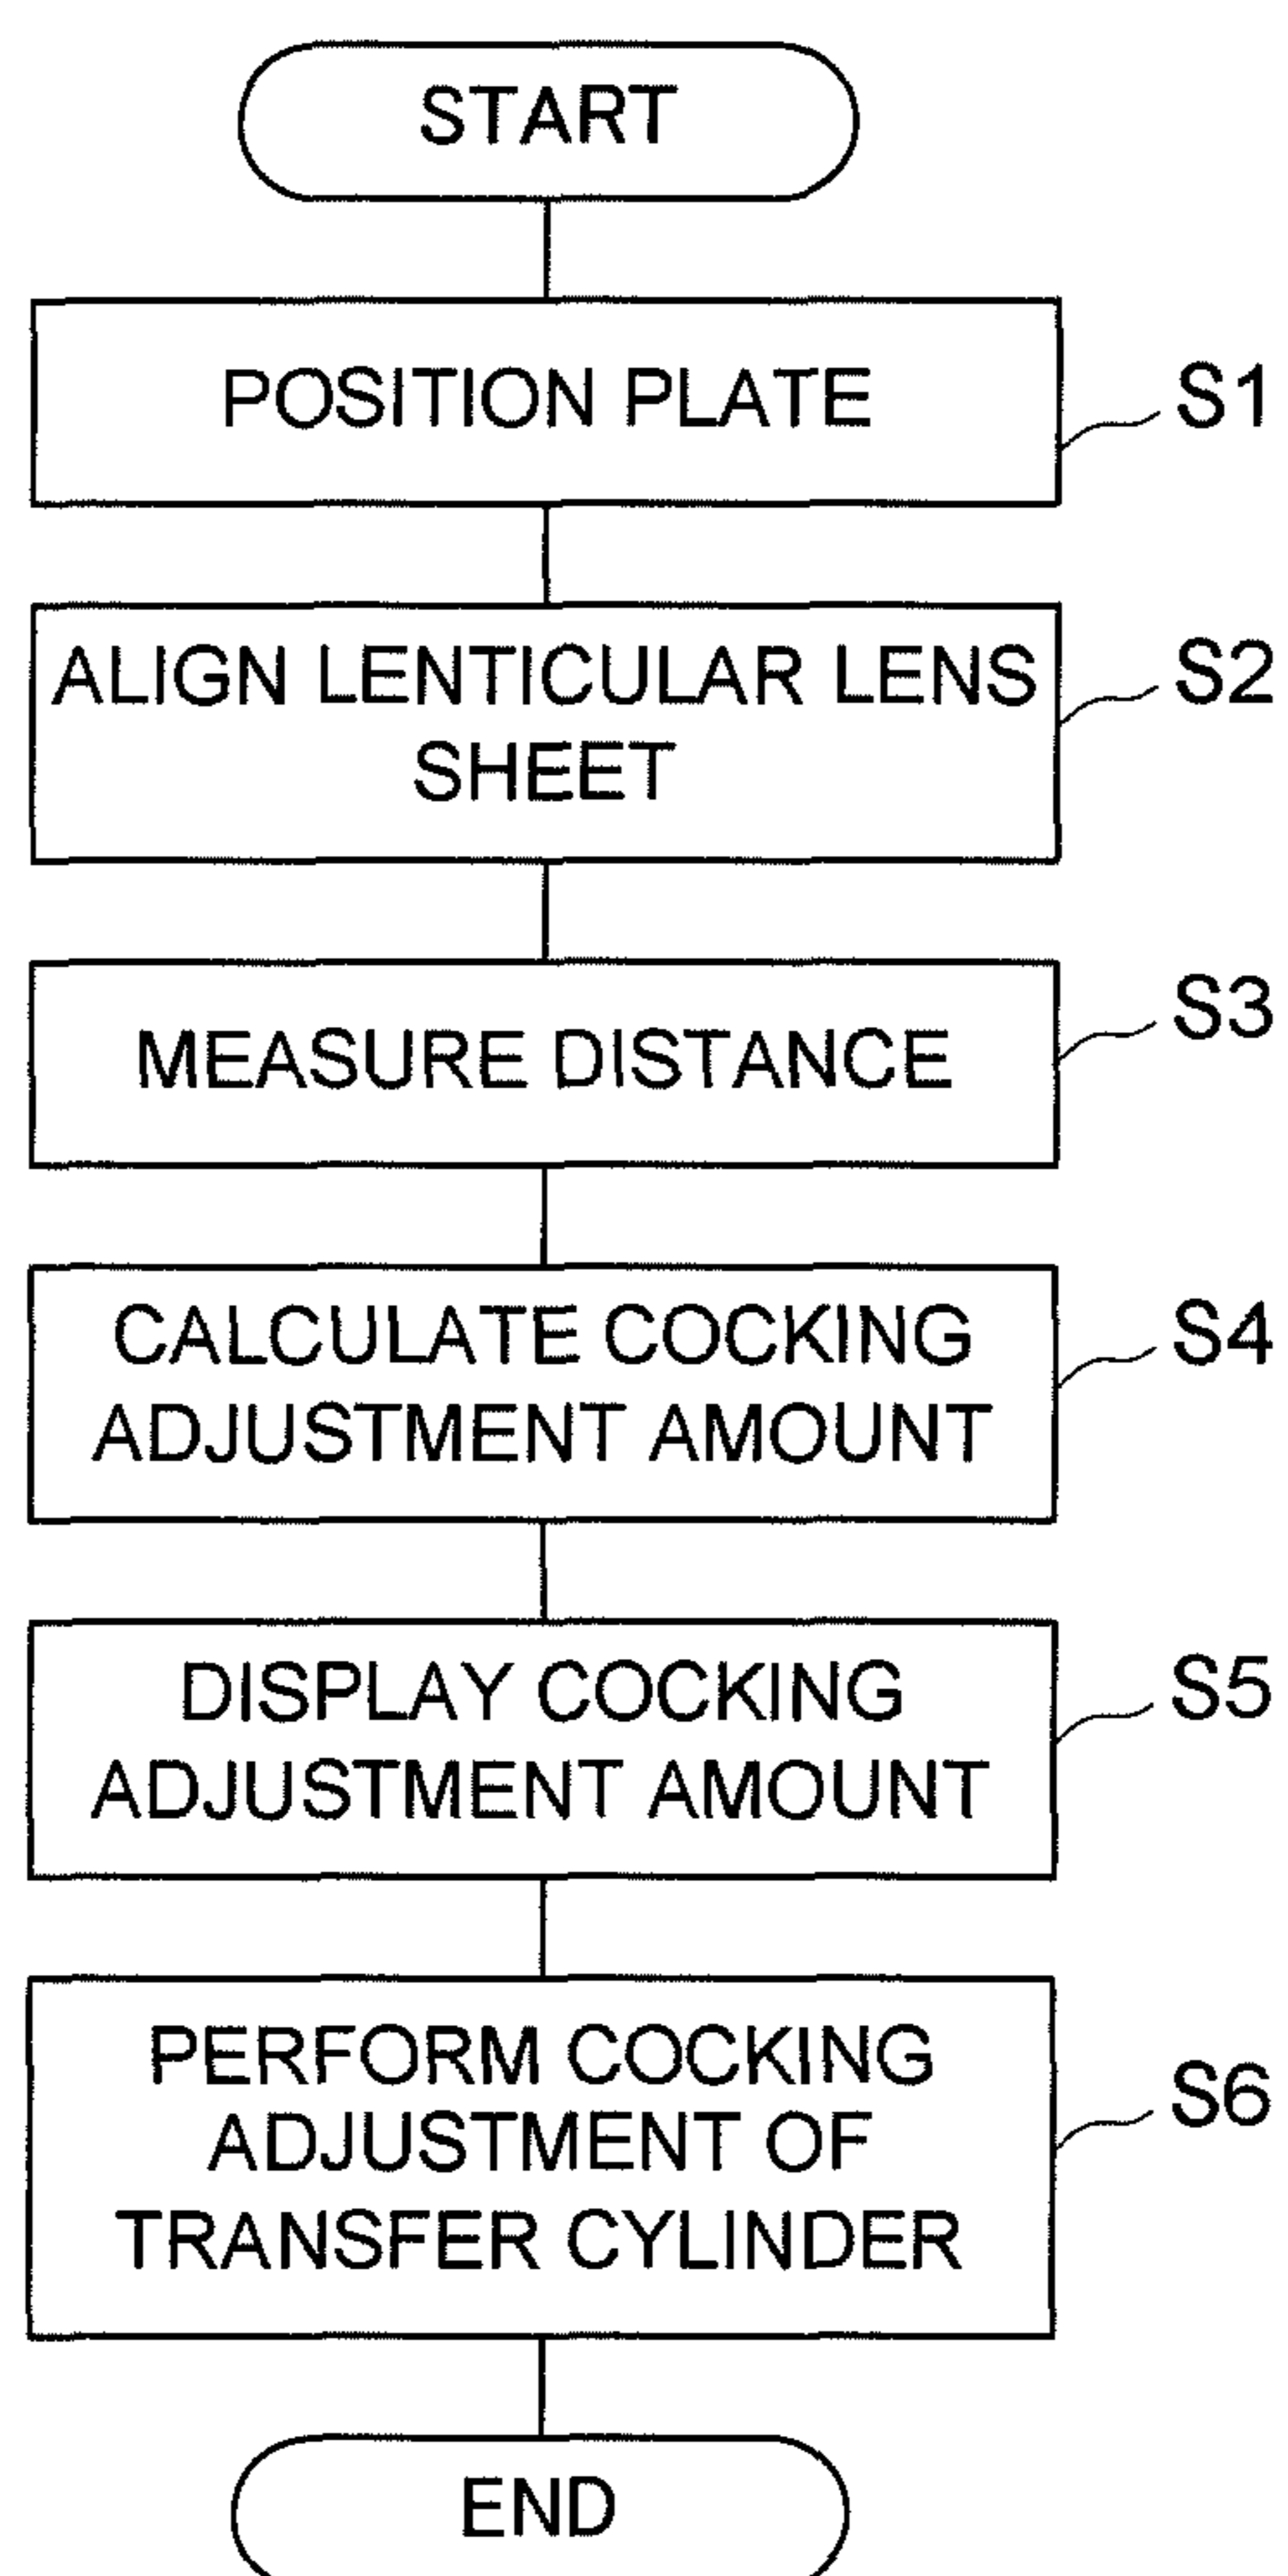 START
POSITION PLATE
S1
ALIGN LENTICULAR LENS
SHEET
S2
MEASURE DISTANCE
S3
CALCULATE COCKING
ADJUSTMENT AMOUNT
S4
DISPLAY COCKING
ADJUSTMENT AMOUNT
S5
PERFORM COCKING
ADJUSTMENT OF
TRANSFER CYLINDER
S6
END